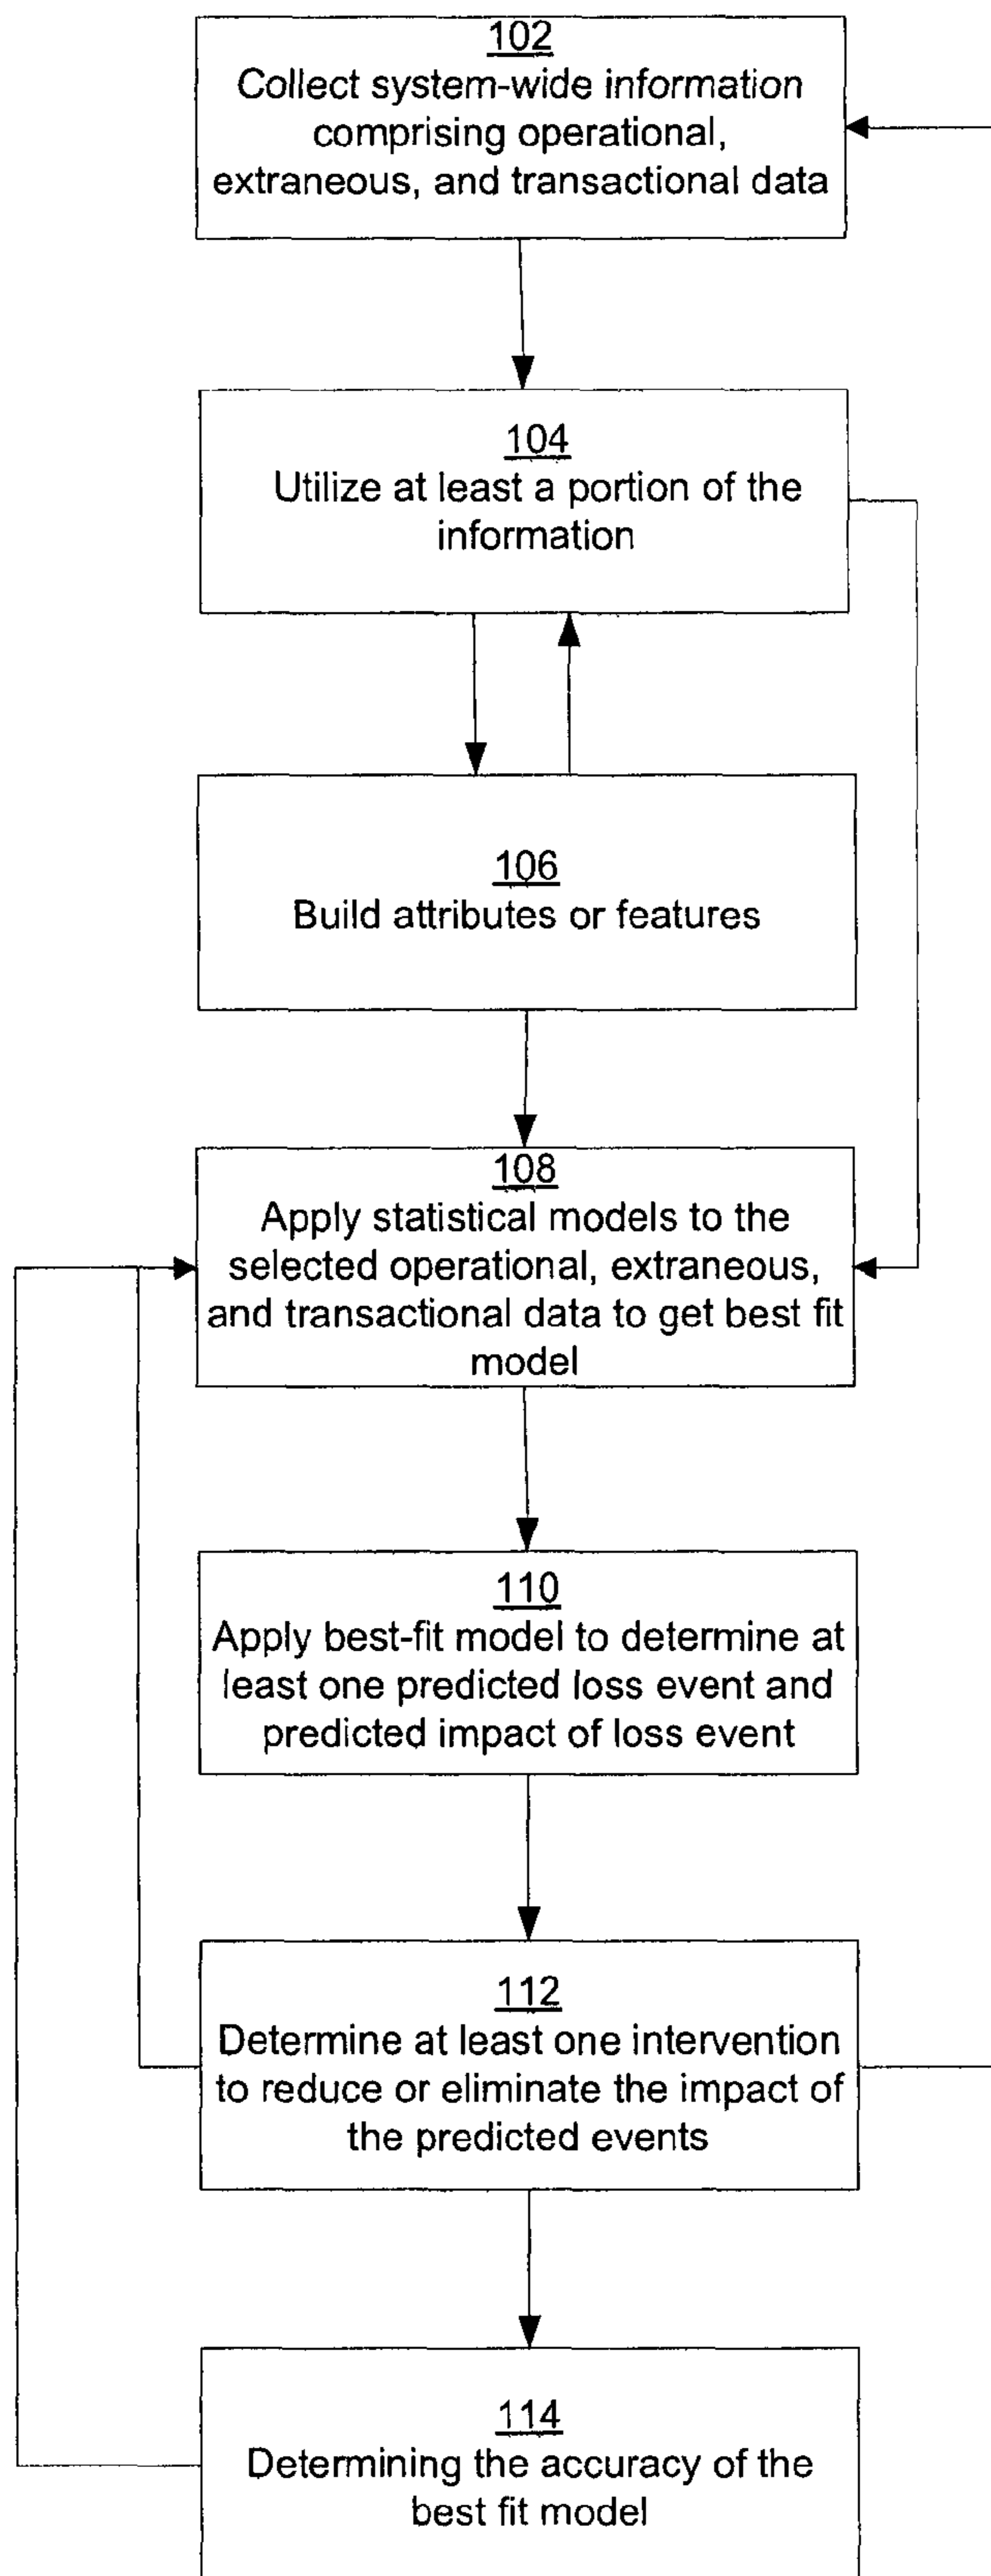 102
Collect system-wide information
comprising operational,
extraneous, and transactional data
104
Utilize at least a portion of the
information
106
Build attributes or features
108
Apply statistical models to the
selected operational, extraneous,
and transactional data to get best fit
model
110
Apply best-fit model to determine at
least one predicted loss event and
predicted impact of loss event
112
Determine at least one intervention
to reduce or eliminate the impact of
the predicted events
114
Determining the accuracy of the
best fit model